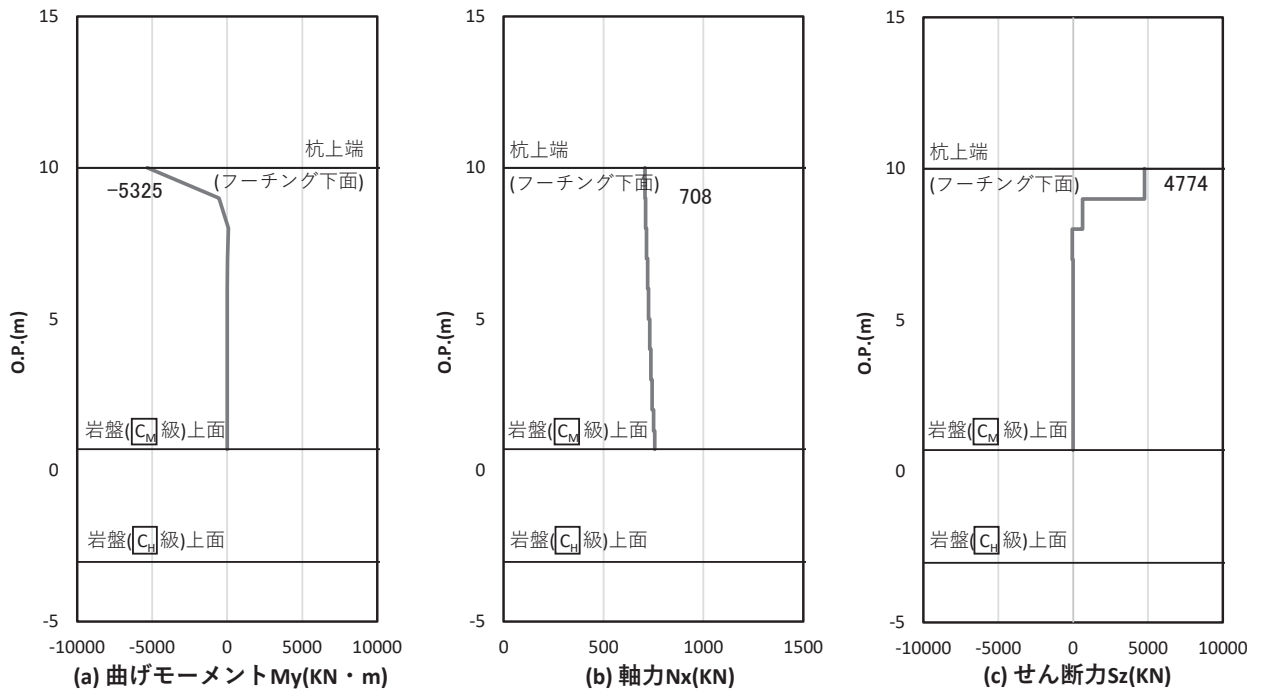 15
10
5
0
-5
O.P.(m)
杭上端
(フーチング下面)
−5325
岩盤(CM級)上面
岩盤(CH級)上面
-10000 -5000 0 5000 10000
(a) 曲げモーメントMy(KN・m)
15
10
5
0
-5
O.P.(m)
杭上端
(フーチング下面)
708
岩盤(CM級)上面
岩盤(CH級)上面
0 500 1000 1500
(b) 軸力Nx(KN)
15
10
5
0
-5
O.P.(m)
杭上端
(フーチング下面)
4774
岩盤(CM級)上面
岩盤(CH級)上面
-10000 -5000 0 5000 10000
(c) せん断力Sz(KN)